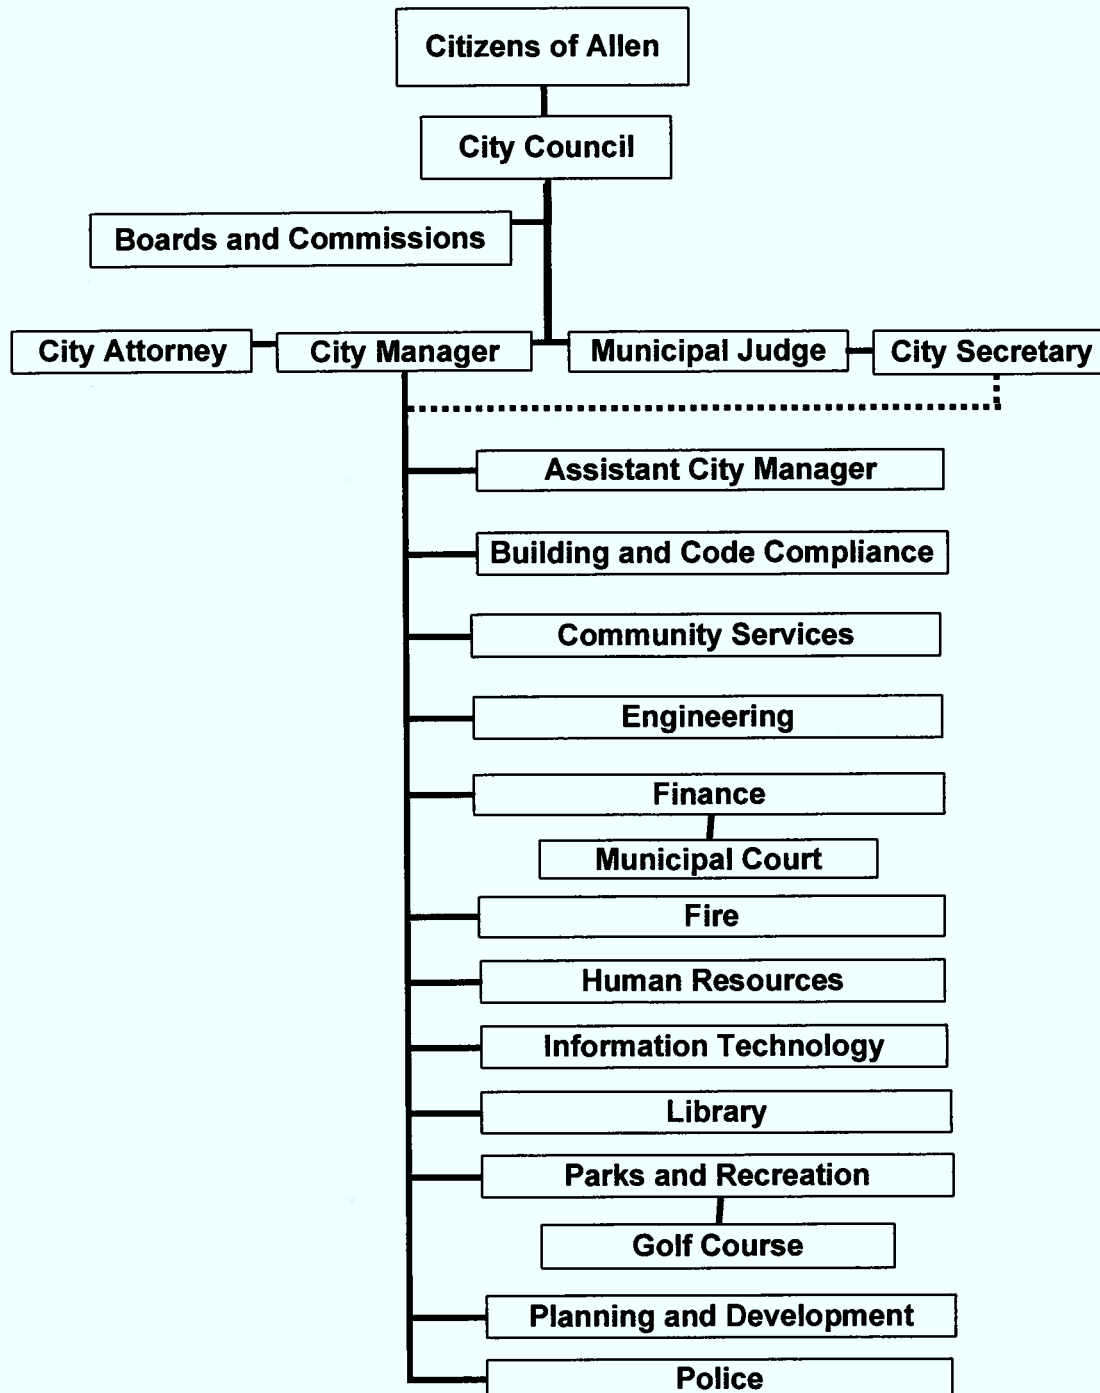 Citizens of Allen
City Council
Boards and Commissions
City Attorney
City Manager
Municipal Judge
City Secretary
Assistant City Manager
Building and Code Compliance
Community Services
Engineering
Finance
Municipal Court
Fire
Human Resources
Information Technology
Library
Parks and Recreation
Golf Course
Planning and Development
Police